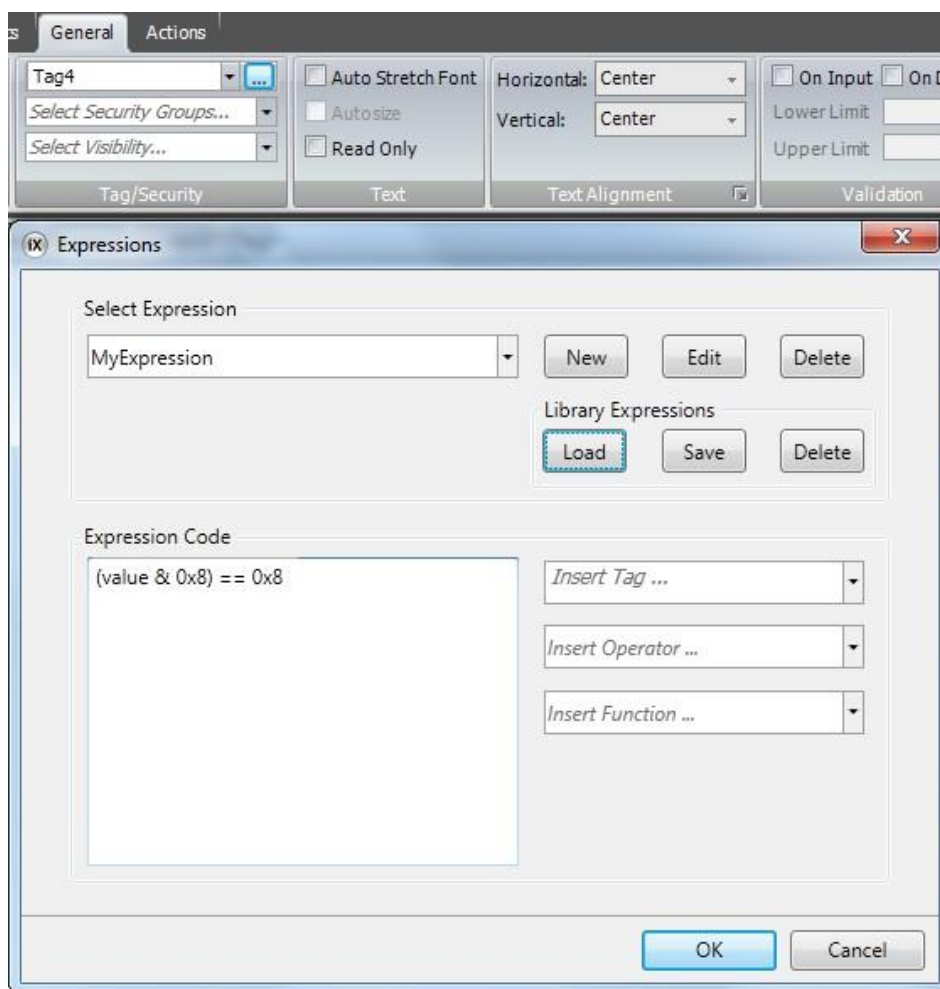 General Actions
Tag4 ...
Select Security Groups...
Select Visibility...
Tag/Security
Auto Stretch Font
Autosize
Read Only
Text
Horizontal: Center
Vertical: Center
Text Alignment
On Input On
Lower Limit
Upper Limit
Validation
iX Expressions
Select Expression
MyExpression
New Edit Delete
Library Expressions
Load Save Delete
Expression Code
(value & 0x8) == 0x8
Insert Tag ...
Insert Operator ...
Insert Function ...
OK Cancel